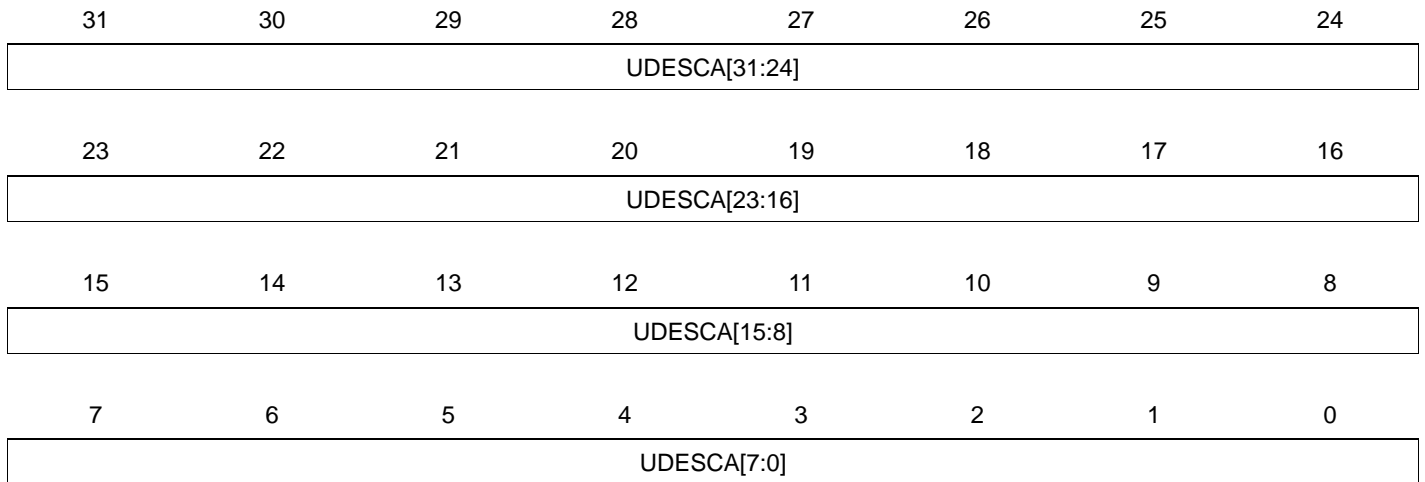 31 30 29 28 27 26 25 24
UDESCA[31:24]
23 22 21 20 19 18 17 16
UDESCA[23:16]
15 14 13 12 11 10 9 8
UDESCA[15:8]
7 6 5 4 3 2 1 0
UDESCA[7:0]